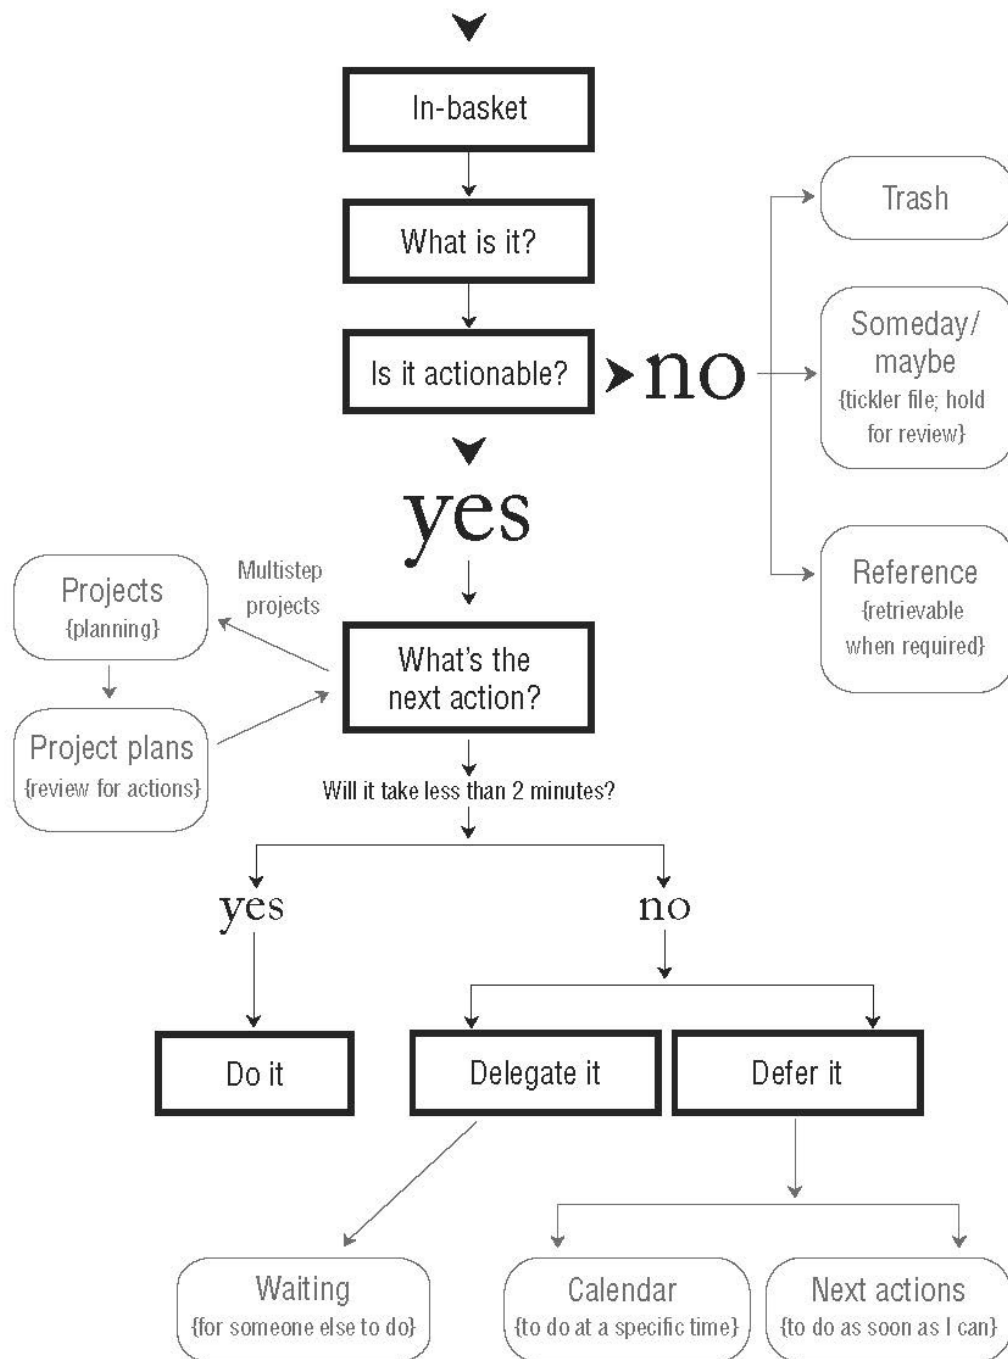 In-basket
What is it?
Is it actionable?
no
Trash
Someday/
maybe
{tickler file; hold
for review}
Reference
{retrievable
when required}
yes
Multistep
projects
Projects
{planning}
Project plans
{review for actions}
What's the
next action?
Will it take less than 2 minutes?
yes
no
Do it
Delegate it
Defer it
Waiting
{for someone else to do}
Calendar
{to do at a specific time}
Next actions
{to do as soon as I can}